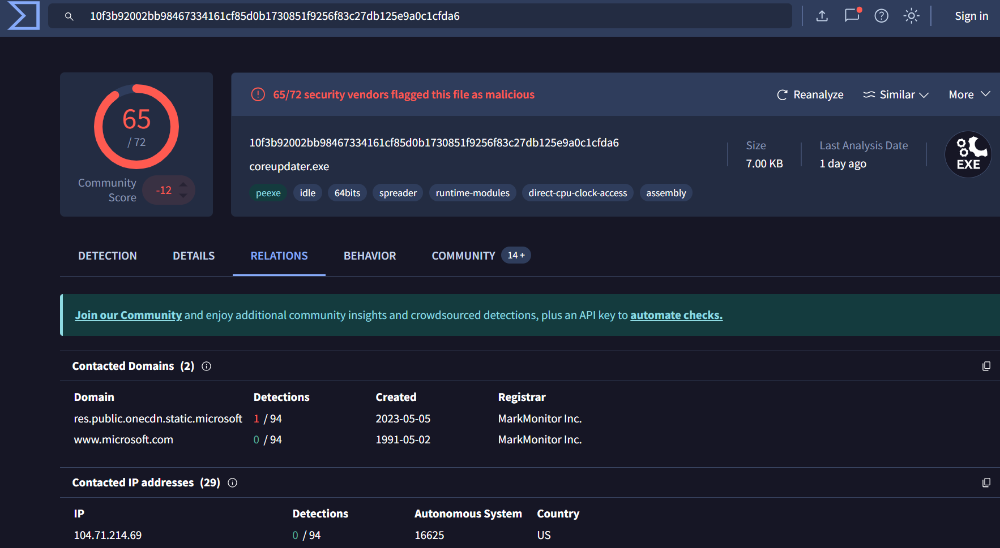 10f3b92002bb98467334161cf85d0b1730851f9256f83c27db125e9a0c1cfda6
Sign in
65
/ 72
Community Score
-12
65/72 security vendors flagged this file as malicious
Reanalyze
Similar
More
10f3b92002bb98467334161cf85d0b1730851f9256f83c27db125e9a0c1cfda6
coreupdater.exe
peexe idle 64bits spreader runtime-modules direct-cpu-clock-access assembly
Size
7.00 KB
Last Analysis Date
1 day ago
EXE
DETECTION DETAILS RELATIONS BEHAVIOR COMMUNITY 14 +
Join our Community and enjoy additional community insights and crowdsourced detections, plus an API key to automate checks.
Contacted Domains (2)
Domain Detections Created Registrar
res.public.onecdn.static.microsoft 1 / 94 2023-05-05 MarkMonitor Inc.
www.microsoft.com 0 / 94 1991-05-02 MarkMonitor Inc.
Contacted IP addresses (29)
IP Detections Autonomous System Country
104.71.214.69 0 / 94 16625 US